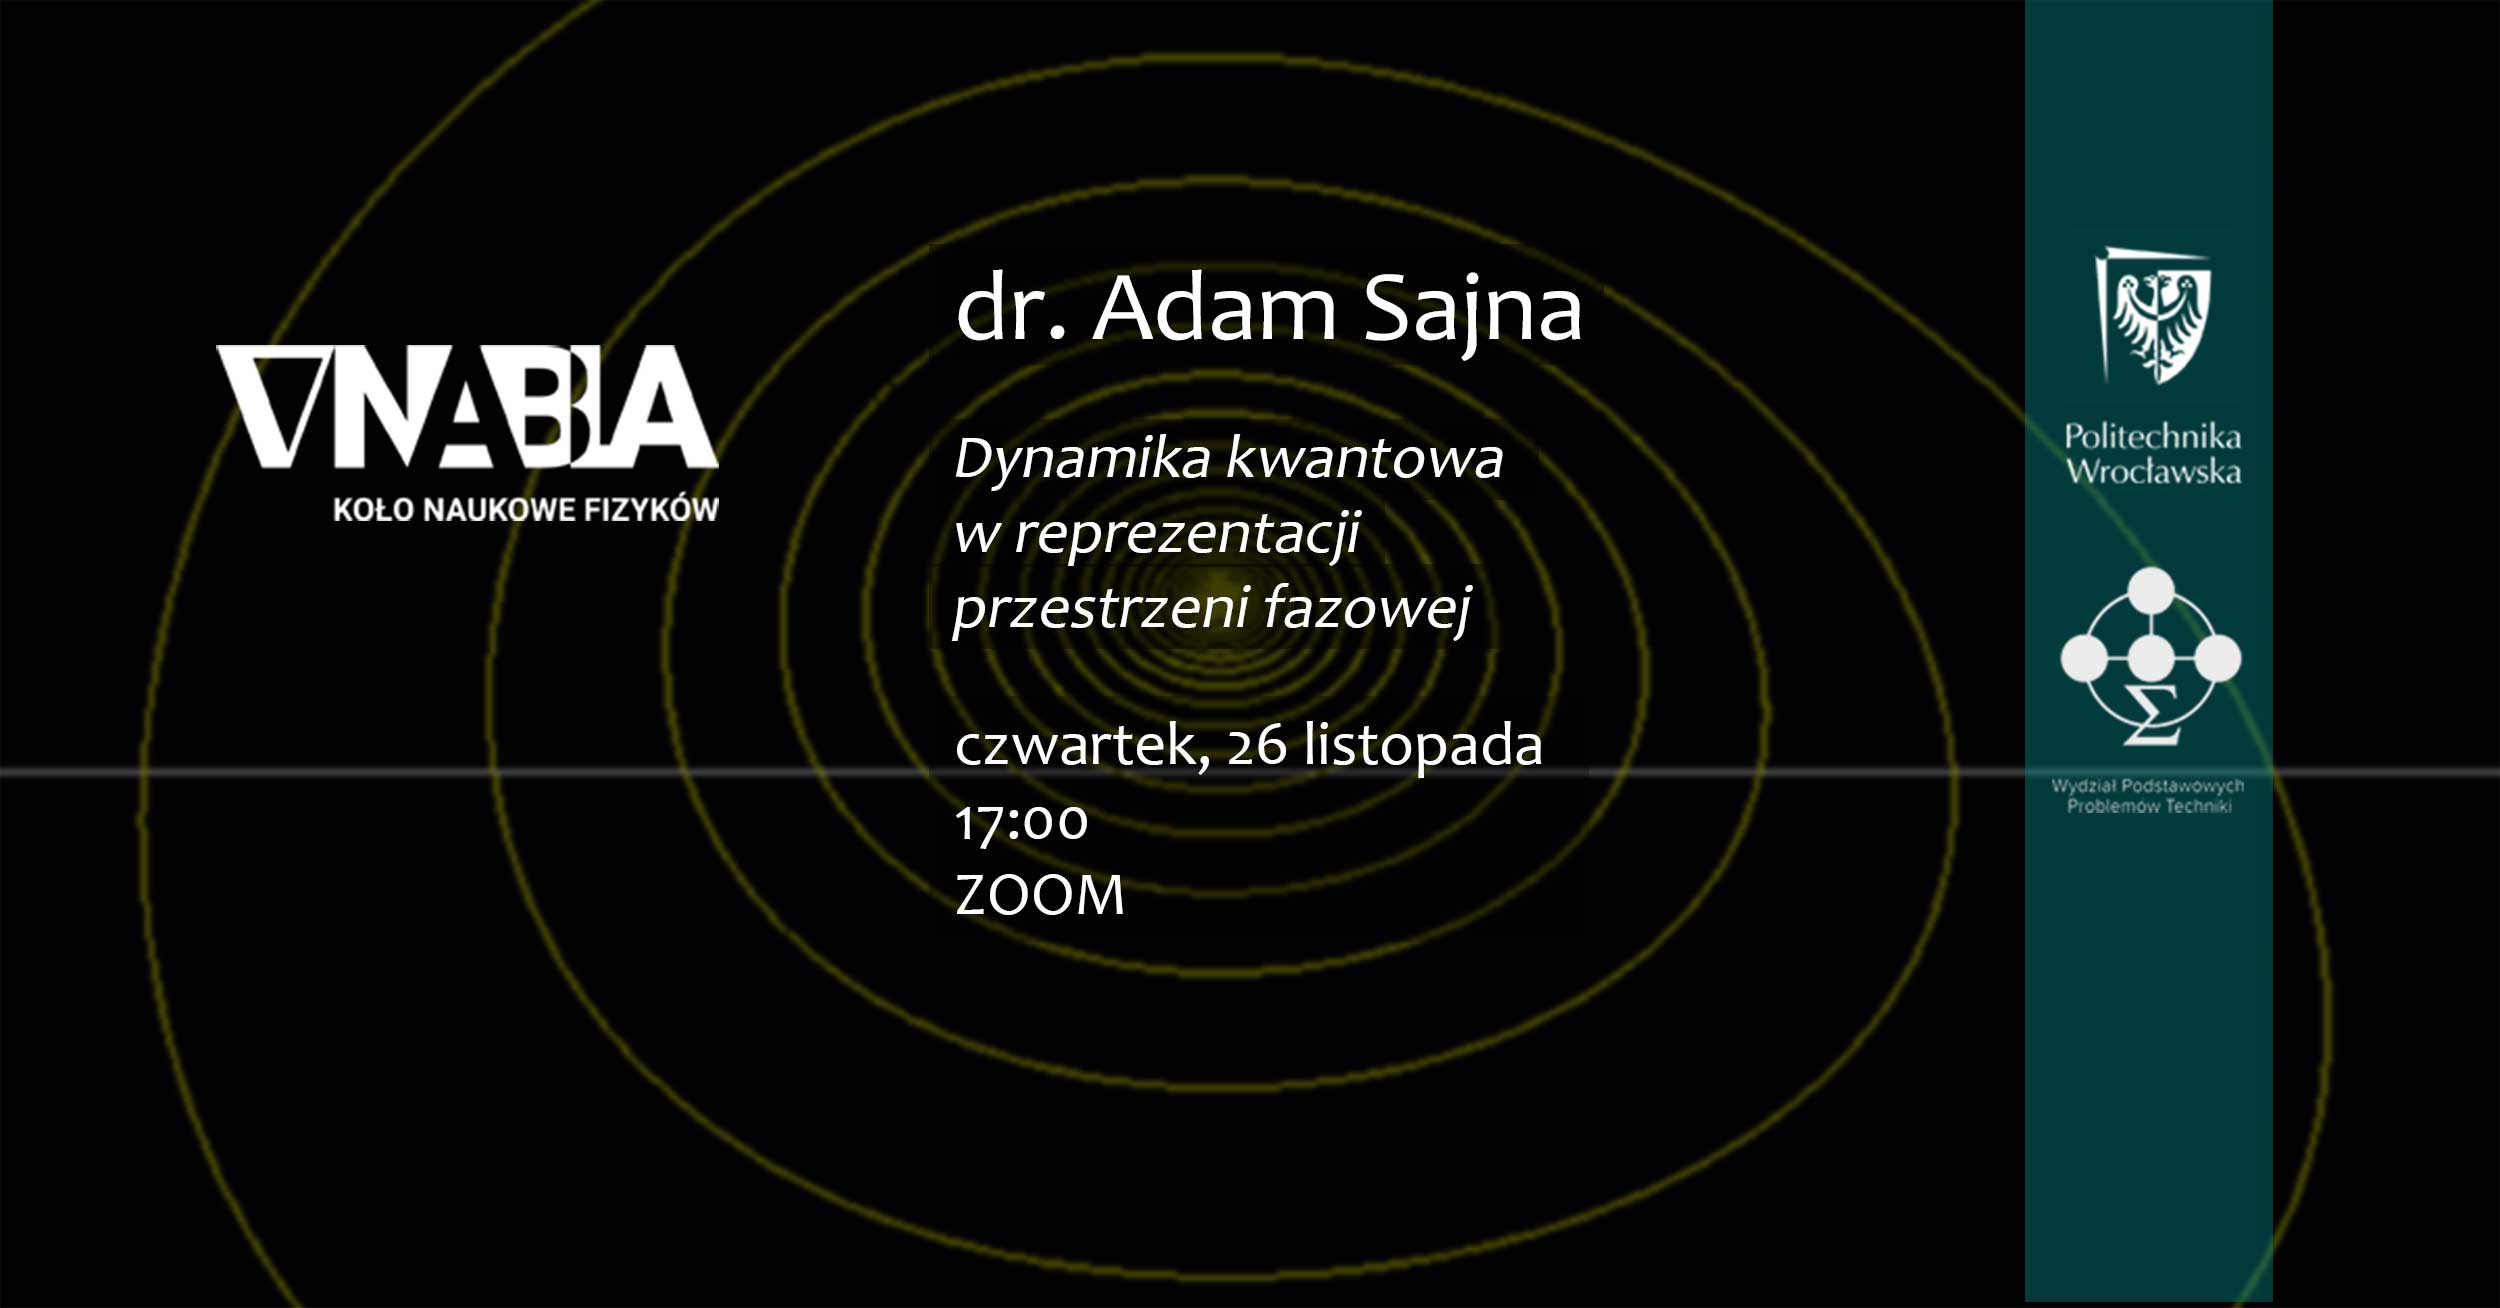 ∇NABLA
KOŁO NAUKOWE FIZYKÓW
dr. Adam Sajna
Dynamika kwantowa
w reprezentacji
przestrzeni fazowej
czwartek, 26 listopada
17:00
ZOOM
Politechnika
Wrocławska
Σ
Wydział Podstawowych
Problemów Techniki